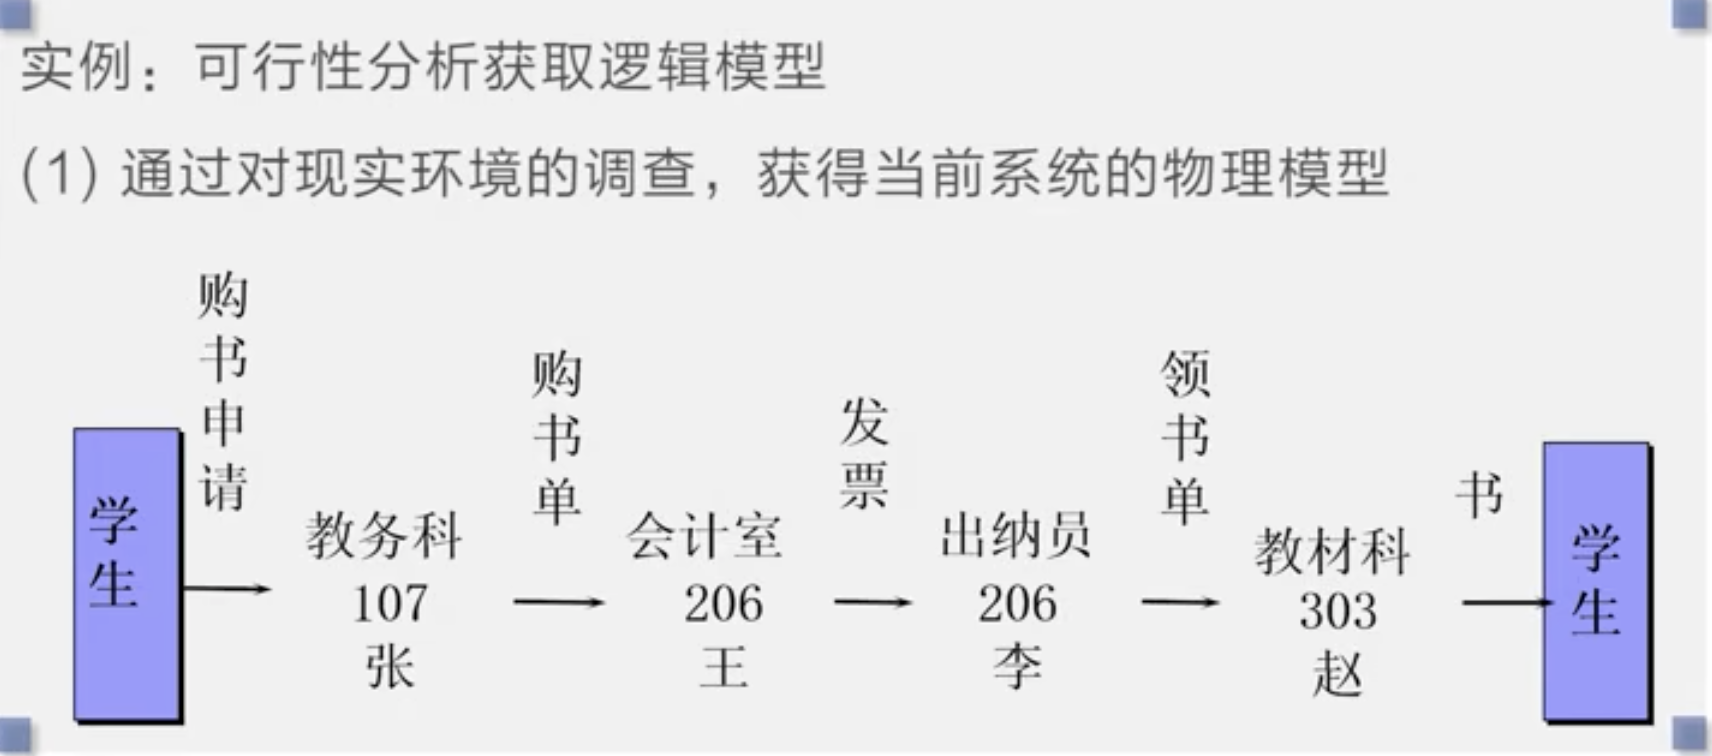 实例：可行性分析获取逻辑模型
(1) 通过对现实环境的调查，获得当前系统的物理模型
学生
购书申请
教务科
107
张
购书单
会计室
206
王
发票
出纳员
206
李
领书单
教材科
303
赵
书
学生